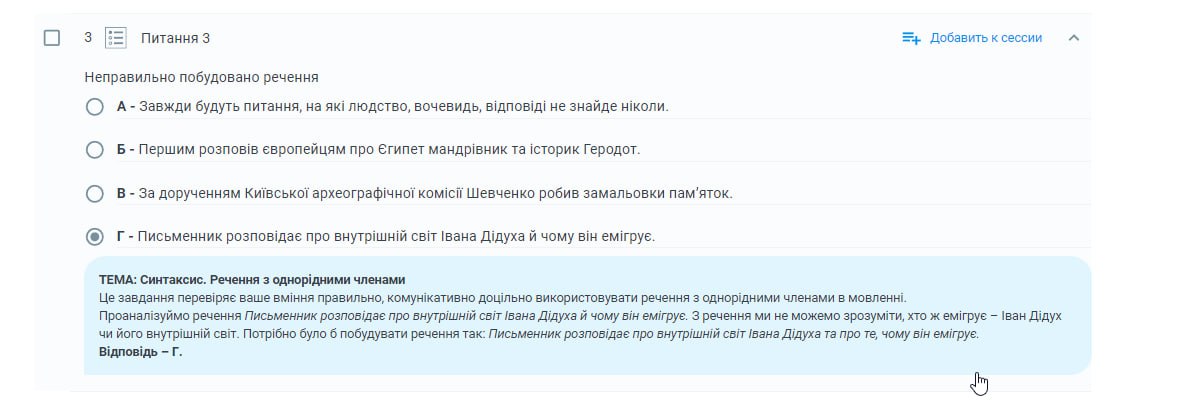 3 Питання 3 Добавить к сессии
Неправильно побудовано речення
А - Завжди будуть питання, на які людство, вочевидь, відповіді не знайде ніколи.
Б - Першим розповів європейцям про Єгипет мандрівник та історик Геродот.
В - За дорученням Київської археографічної комісії Шевченко робив замальовки пам’яток.
Г - Письменник розповідає про внутрішній світ Івана Дідуха й чому він емігрує.
ТЕМА: Синтаксис. Речення з однорідними членами
Це завдання перевіряє ваше вміння правильно, комунікативно доцільно використовувати речення з однорідними членами в мовленні.
Проаналізуймо речення Письменник розповідає про внутрішній світ Івана Дідуха й чому він емігрує. З речення ми не можемо зрозуміти, хто ж емігрує – Іван Дідух
чи його внутрішній світ. Потрібно було б побудувати речення так: Письменник розповідає про внутрішній світ Івана Дідуха та про те, чому він емігрує.
Відповідь – Г.